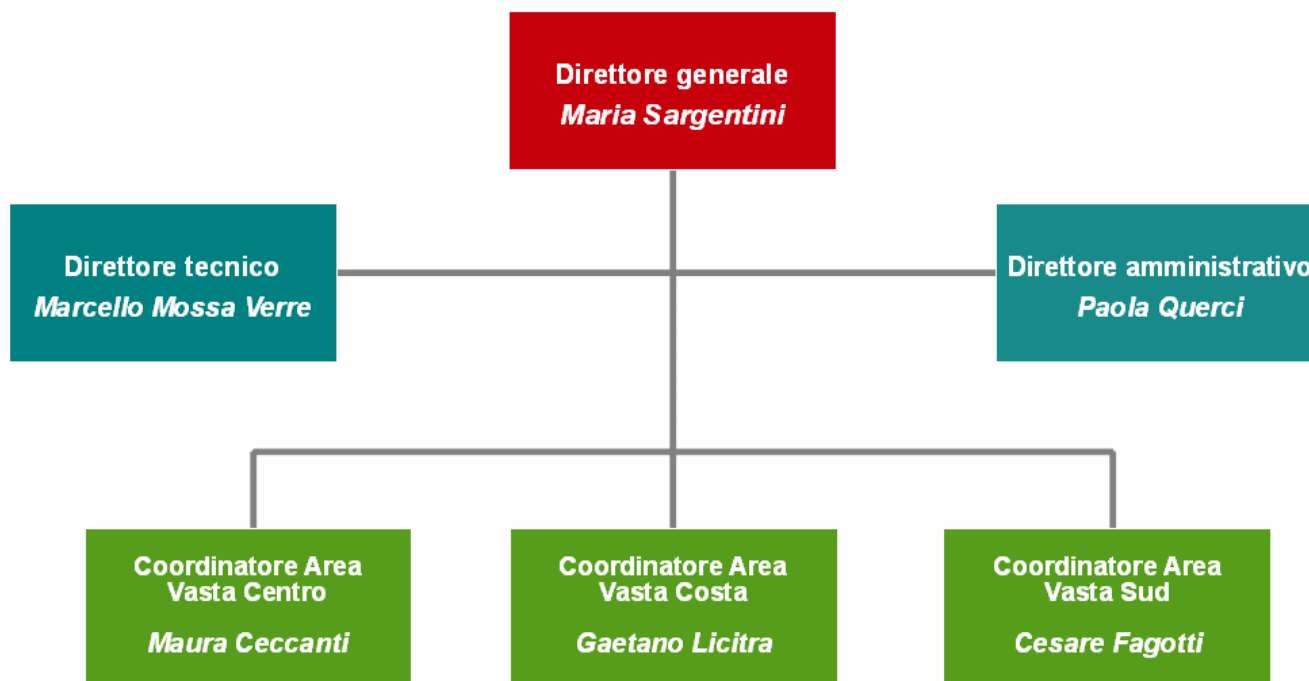 Direttore generale
Maria Sargentini
Direttore tecnico
Marcello Mossa Verre
Direttore amministrativo
Paola Querci
Coordinatore Area
Vasta Centro
Maura Ceccanti
Coordinatore Area
Vasta Costa
Gaetano Licitra
Coordinatore Area
Vasta Sud
Cesare Fagotti